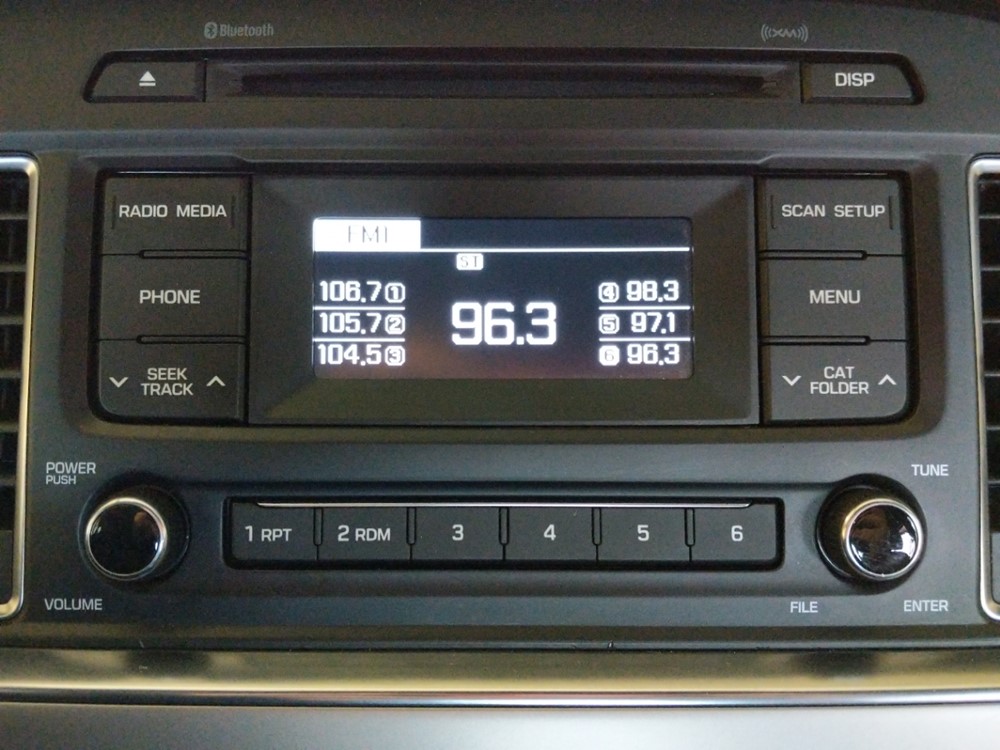 Bluetooth
XM
DISP
RADIO MEDIA
SCAN SETUP
FM1
ST
PHONE
MENU
106.7 1
105.7 2
104.5 3
96.3
4 98.3
5 97.1
6 96.3
SEEK
TRACK
CAT
FOLDER
POWER
PUSH
TUNE
1 RPT
2 RDM
3
4
5
6
VOLUME
FILE
ENTER